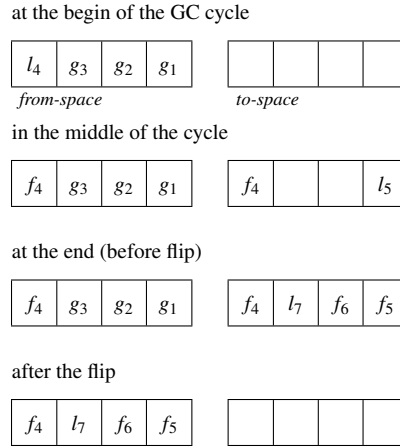 at the begin of the GC cycle
l4 g3 g2 g1
from-space to-space
in the middle of the cycle
f4 g3 g2 g1 f4 l5
at the end (before flip)
f4 g3 g2 g1 f4 l7 f6 f5
after the flip
f4 l7 f6 f5